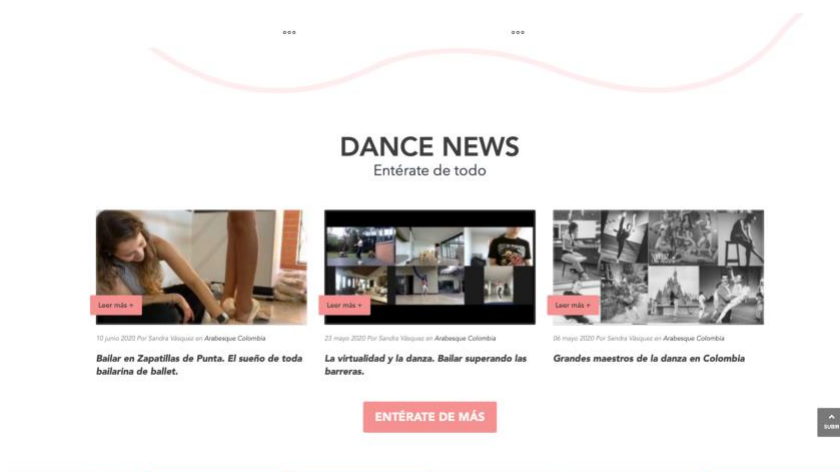 DANCE NEWS
Entérate de todo
Leer más +
Leer más +
Leer más +
10 junio 2020 Por Sandra Vásquez en Arabesque Colombia
23 mayo 2020 Por Sandra Vásquez en Arabesque Colombia
06 mayo 2020 Por Sandra Vásquez en Arabesque Colombia
Bailar en Zapatillas de Punta. El sueño de toda
bailarina de ballet.
La virtualidad y la danza. Bailar superando las
barreras.
Grandes maestros de la danza en Colombia
ENTÉRATE DE MÁS
SUBIR